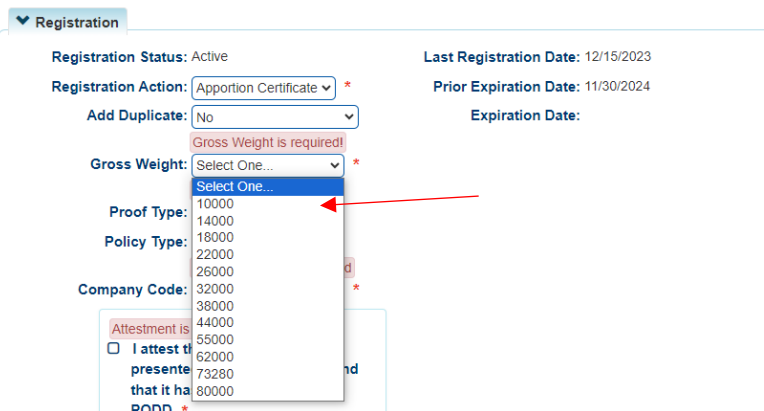 Registration
Registration Status: Active Last Registration Date: 12/15/2023
Registration Action: Apportion Certificate * Prior Expiration Date: 11/30/2024
Add Duplicate: No Expiration Date:
Gross Weight is required!
Gross Weight: Select One... *
Select One...
10000
Proof Type: 14000
18000
Policy Type: 22000
26000 d
Company Code: 32000 *
38000
Attestment is 44000
I attest th 55000
presente 62000 nd
that it ha 73280
80000
RODD *